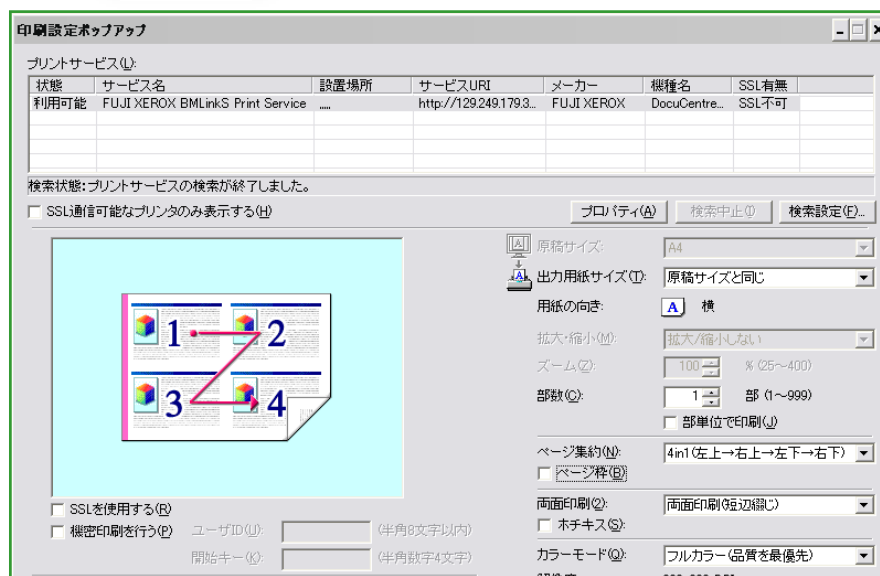 印刷設定ポップアップ
プリントサービス(L):
状態 サービス名 設置場所 サービスURI メーカー 機種名 SSL有無
利用可能 FUJI XEROX BMLinkS Print Service ,,,,, http://129.249.179.3... FUJI XEROX DocuCentre... SSL不可
検索状態:プリントサービスの検索が終了しました。
SSL通信可能なプリンタのみ表示する(H) プロパティ(A) 検索中止(I) 検索設定(F)...
原稿サイズ: A4
出力用紙サイズ(T): 原稿サイズと同じ
用紙の向き: A 横
拡大・縮小(M): 拡大/縮小しない
ズーム(Z): 100 % (25～400)
部数(C): 1 部 (1～999)
部単位で印刷(J)
1 2
3 4
ページ集約(N): 4in1(左上→右上→左下→右下)
ページ枠(B)
両面印刷(2): 両面印刷(短辺綴じ)
ホチキス(S):
カラーモード(Q): フルカラー(品質を最優先)
SSLを使用する(R)
機密印刷を行う(P) ユーザID(U): (半角8文字以内)
開始キー(K): (半角数字4文字)